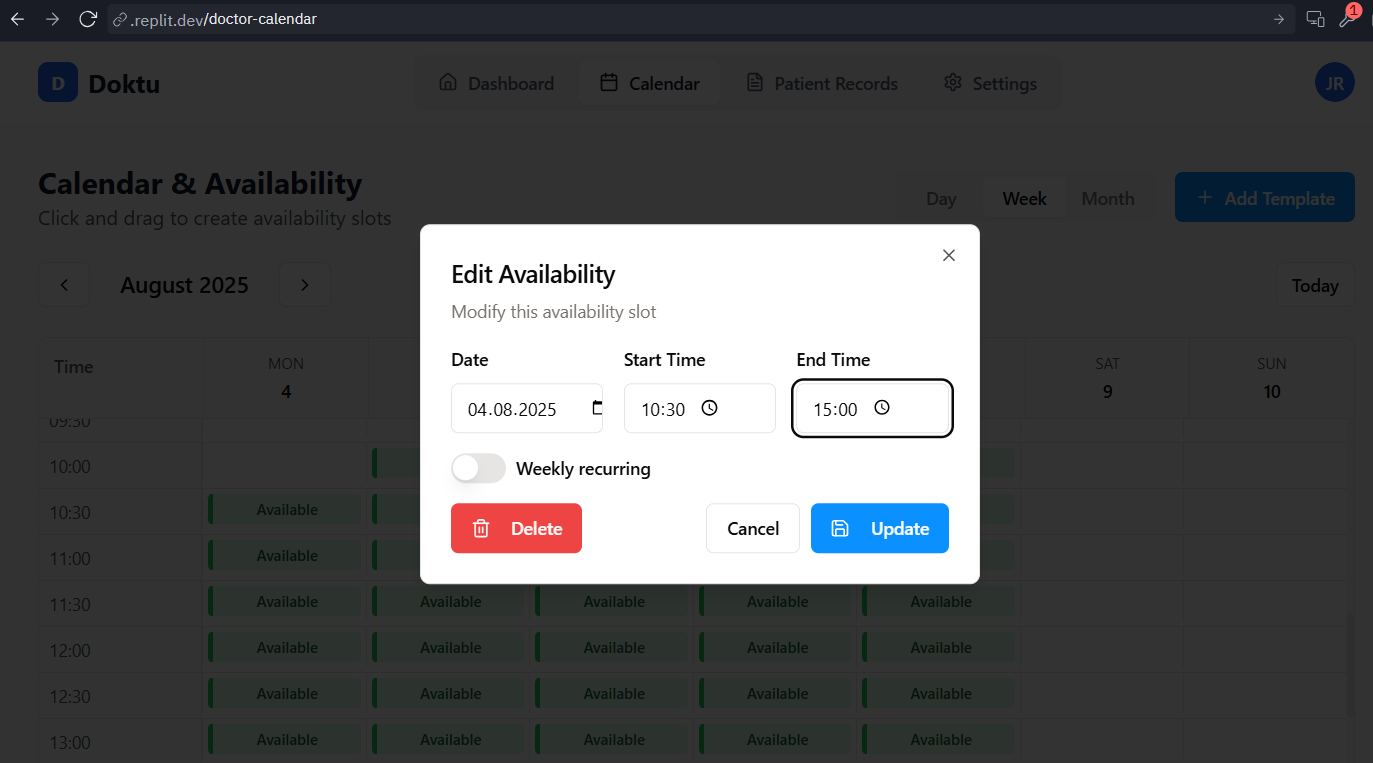 .replit.dev/doctor-calendar
1
D Doktu
Dashboard Calendar Patient Records Settings
JR
Calendar & Availability
Click and drag to create availability slots
Day Week Month
+ Add Template
August 2025
Today
Edit Availability
Modify this availability slot
Date Start Time End Time
04.08.2025 10:30 15:00
Weekly recurring
Delete Cancel Update
Time MON SAT SUN
4 9 10
09:30
10:00
10:30 Available
11:00 Available
11:30 Available Available Available Available Available
12:00 Available Available Available Available Available
12:30 Available Available Available Available Available
13:00 Available Available Available Available Available